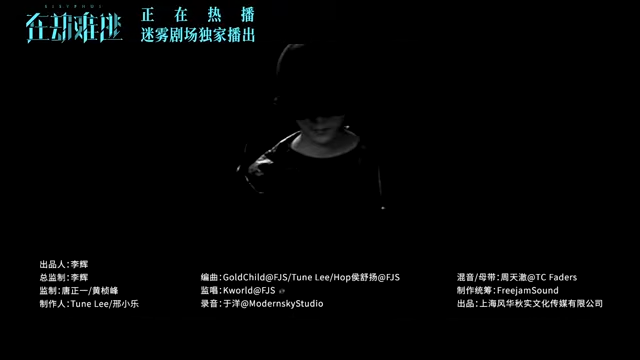 SISYPHUS
在劫难逃
正在热播
迷雾剧场独家播出
出品人：李辉
总监制：李辉
监制：唐正一/黄桢峰
制作人：Tune Lee/邢小乐
编曲：GoldChild@FJS/Tune Lee/Hop侯舒扬@FJS
监唱：Kworld@FJS
录音：于洋@ModernskyStudio
混音/母带：周天澈@TC Faders
制作统筹：FreejamSound
出品：上海风华秋实文化传媒有限公司